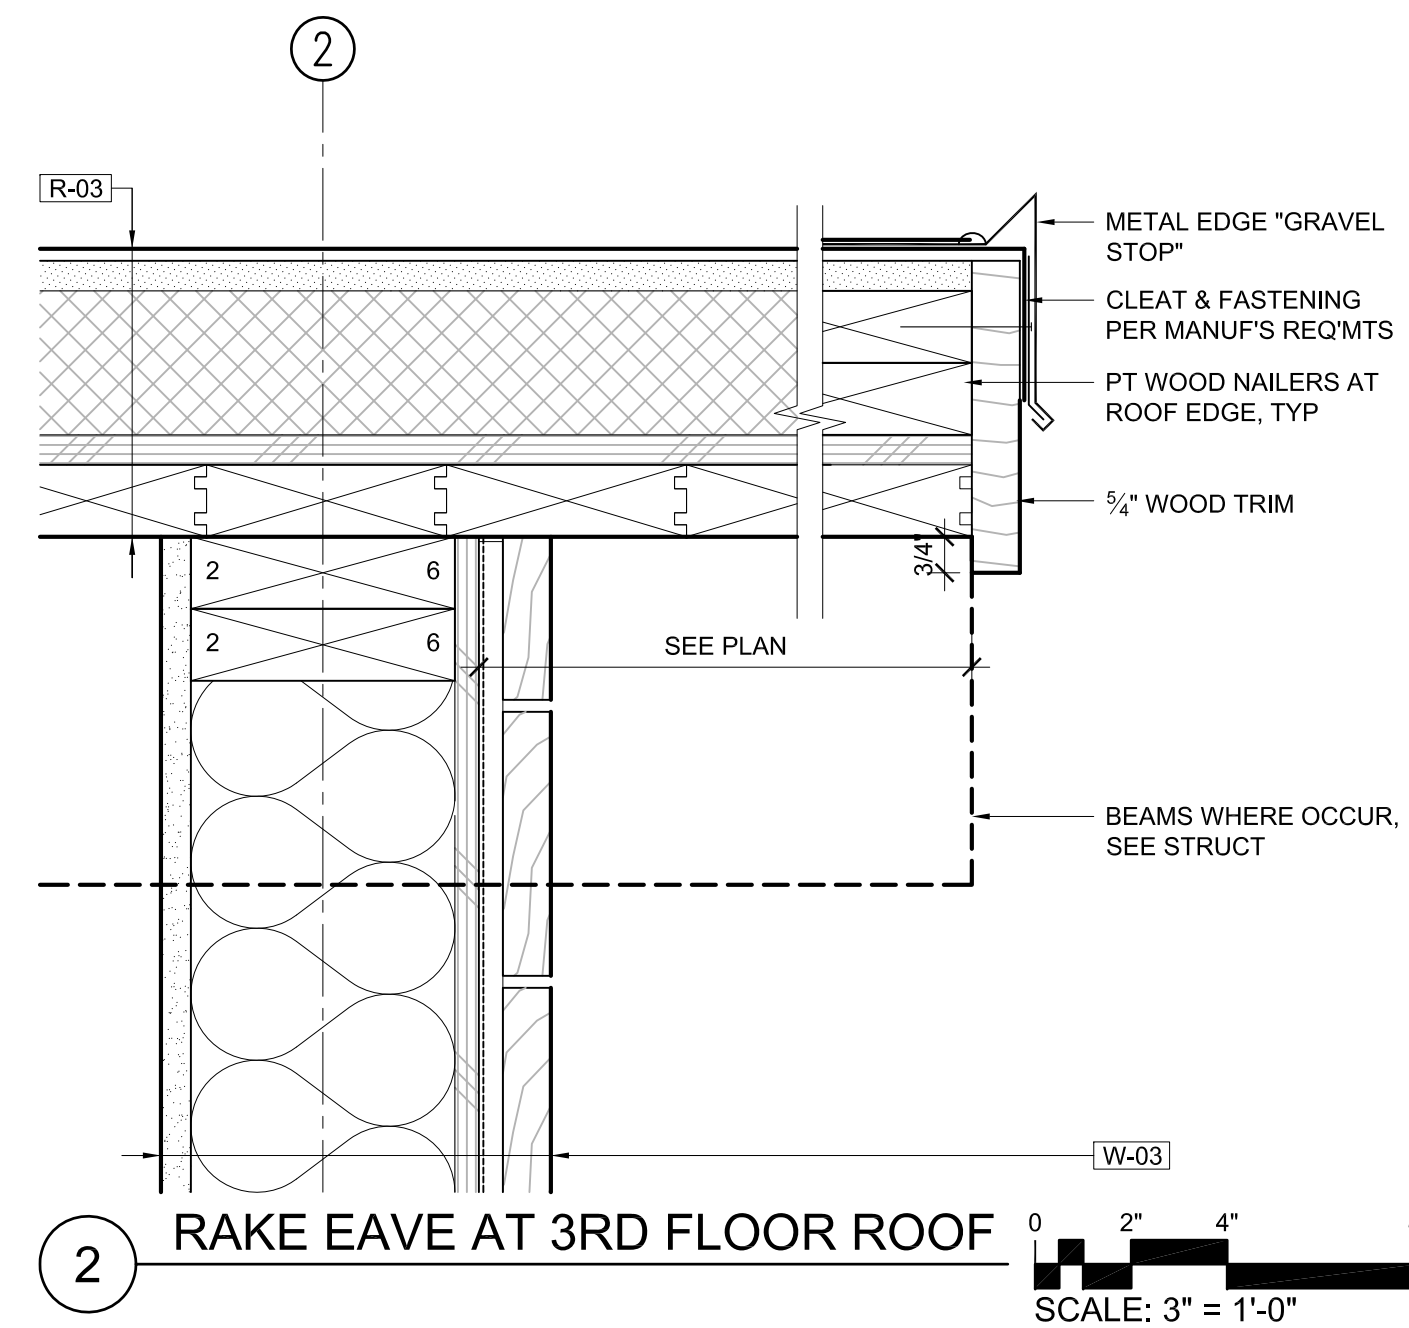 2
R-03
METAL EDGE "GRAVEL
STOP"
CLEAT & FASTENING
PER MANUF'S REQ'MTS
PT WOOD NAILERS AT
ROOF EDGE, TYP
5/4" WOOD TRIM
3/4"
2 6
2 6
SEE PLAN
BEAMS WHERE OCCUR,
SEE STRUCT
W-03
2 RAKE EAVE AT 3RD FLOOR ROOF
0 2" 4"
SCALE: 3" = 1'-0"